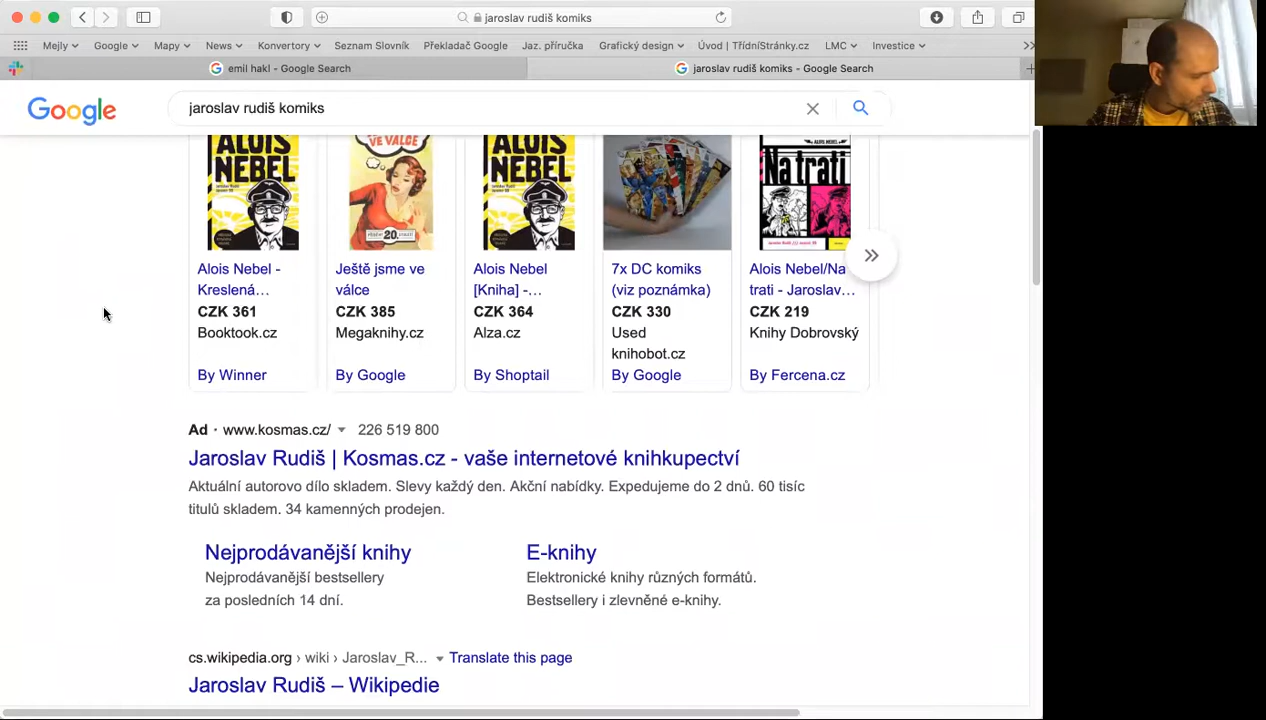 jaroslav rudiš komiks
Mejly
Google
Mapy
News
Konvertory
Seznam Slovník
Překladač Google
Jaz. příručka
Grafický design
Úvod | TřídníStránky.cz
LMC
Investice
emil hakl - Google Search
jaroslav rudiš komiks - Google Search
Google
jaroslav rudiš komiks
ALOIS
NEBEL
VE VÁLCE
20.
ALOIS
NEBEL
ALOIS NEBEL
Na trati
Alois Nebel -
Kreslená…
CZK 361
Booktook.cz
By Winner
Ještě jsme ve
válce
CZK 385
Megaknihy.cz
By Google
Alois Nebel
[Kniha] -…
CZK 364
Alza.cz
By Shoptail
7x DC komiks
(viz poznámka)
CZK 330
Used
knihobot.cz
By Google
Alois Nebel/Na
trati - Jaroslav…
CZK 219
Knihy Dobrovský
By Fercena.cz
Ad · www.kosmas.cz/ 226 519 800
Jaroslav Rudiš | Kosmas.cz - vaše internetové knihkupectví
Aktuální autorovo dílo skladem. Slevy každý den. Akční nabídky. Expedujeme do 2 dnů. 60 tisíc
titulů skladem. 34 kamenných prodejen.
Nejprodávanější knihy
Nejprodávanější bestsellery
za posledních 14 dní.
E-knihy
Elektronické knihy různých formátů.
Bestsellery i zlevněné e-knihy.
cs.wikipedia.org › wiki › Jaroslav_R... Translate this page
Jaroslav Rudiš – Wikipedie